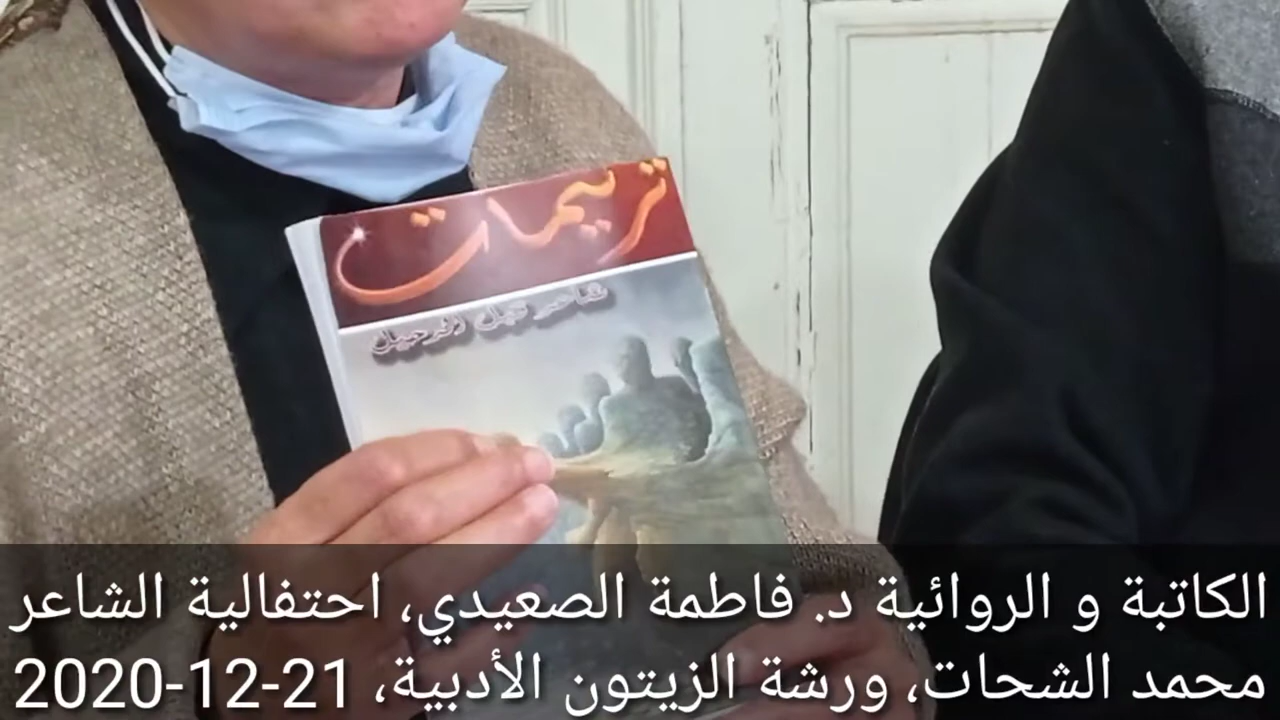 ترنيمات
شاعر قبل الرحيل
الكاتبة و الروائية د. فاطمة الصعيدي، احتفالية الشاعر
محمد الشحات، ورشة الزيتون الأدبية، 21-12-2020